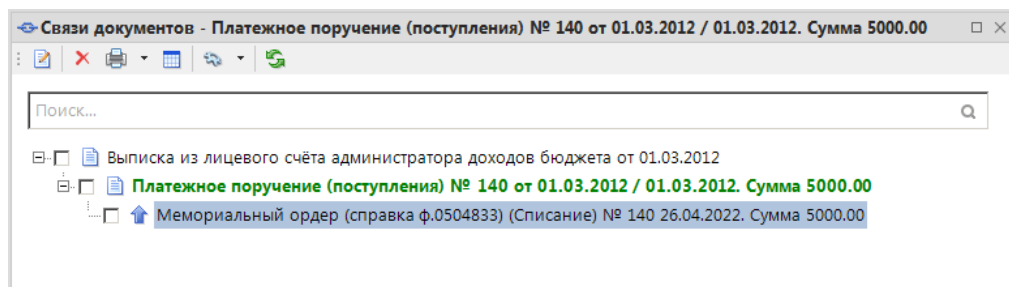 Связи документов - Платежное поручение (поступления) № 140 от 01.03.2012 / 01.03.2012. Сумма 5000.00
Поиск...
Выписка из лицевого счёта администратора доходов бюджета от 01.03.2012
Платежное поручение (поступления) № 140 от 01.03.2012 / 01.03.2012. Сумма 5000.00
Мемориальный ордер (справка ф.0504833) (Списание) № 140 26.04.2022. Сумма 5000.00